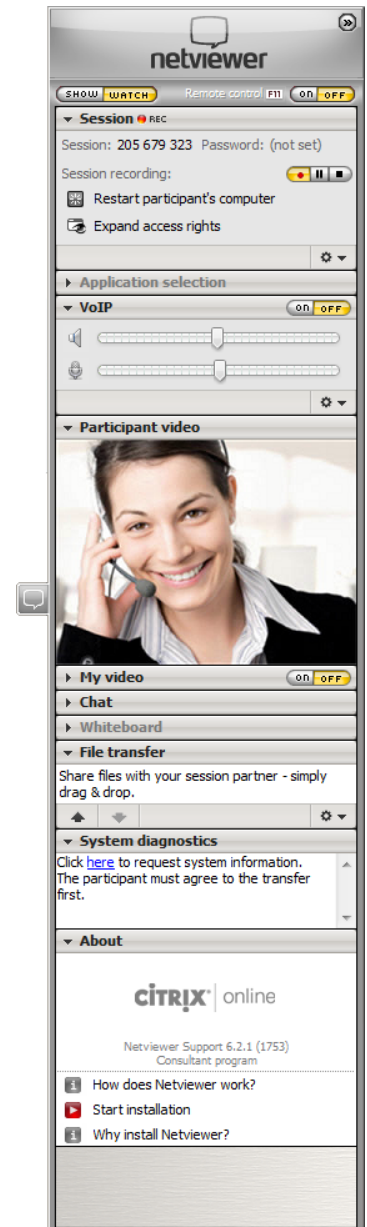 netviewer
SHOW WATCH Remote control F11 on OFF
Session REC
Session: 205 679 323 Password: (not set)
Session recording:
Restart participant's computer
Expand access rights
Application selection
VoIP on OFF
Participant video
My video on OFF
Chat
Whiteboard
File transfer
Share files with your session partner - simply
drag & drop.
System diagnostics
Click here to request system information.
The participant must agree to the transfer
first.
About
CITRIX online
Netviewer Support 6.2.1 (1753)
Consultant program
How does Netviewer work?
Start installation
Why install Netviewer?